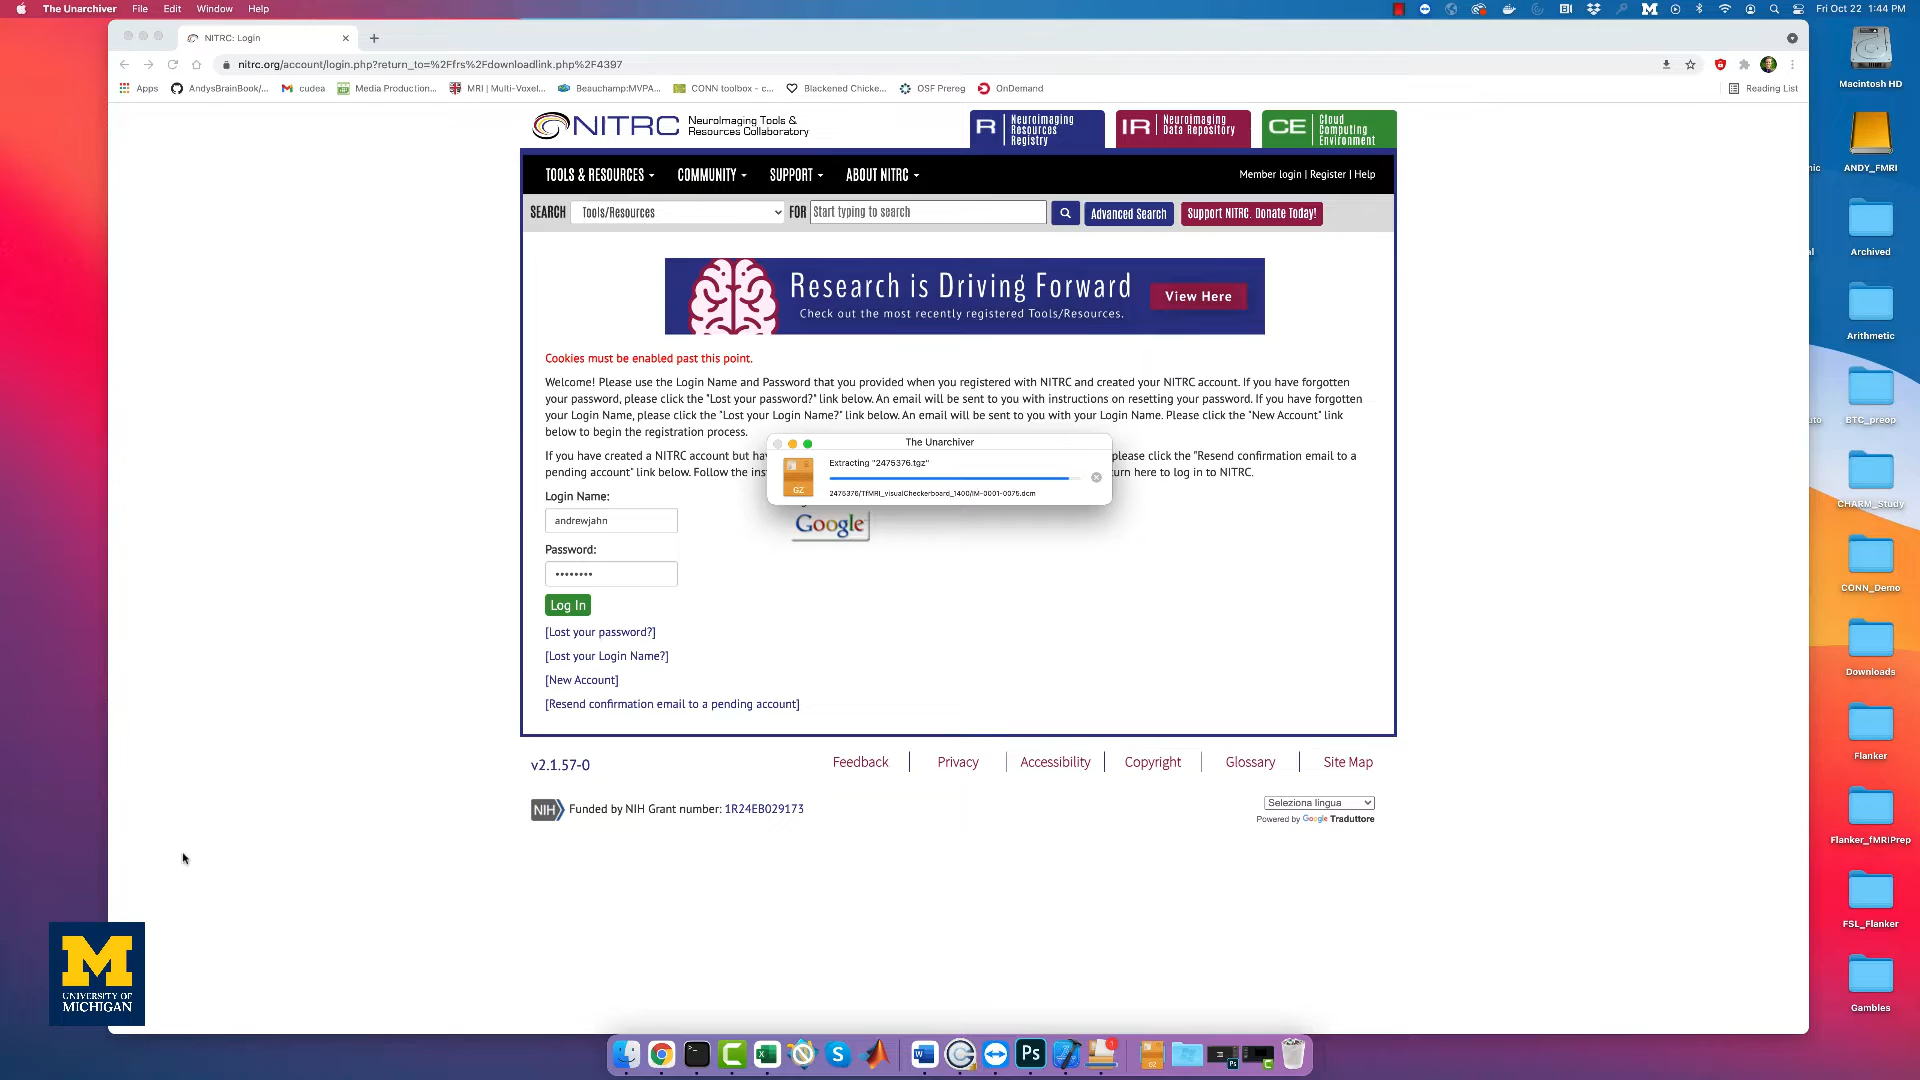 The Unarchiver File Edit Window Help
Fri Oct 22 1:44 PM
NITRC: Login
nitrc.org/account/login.php?return_to=%2Ffrs%2Fdownloadlink.php%2F4397
Apps AndysBrainBook/... cudea Media Production... MRI | Multi-Voxel... Beauchamp:MVPA... CONN toolbox - c... Blackened Chicke... OSF Prereg OnDemand Reading List
NITRC NeuroImaging Tools &
Resources Collaboratory
R Neuroimaging
Resources
Registry
IR Neuroimaging
Data Repository
CE Cloud
Computing
Environment
TOOLS & RESOURCES COMMUNITY SUPPORT ABOUT NITRC Member login | Register | Help
SEARCH Tools/Resources FOR Start typing to search Advanced Search Support NITRC. Donate Today!
Research is Driving Forward
Check out the most recently registered Tools/Resources.
View Here
Cookies must be enabled past this point.
Welcome! Please use the Login Name and Password that you provided when you registered with NITRC and created your NITRC account. If you have forgotten
your password, please click the "Lost your password?" link below. An email will be sent to you with instructions on resetting your password. If you have forgotten
your Login Name, please click the "Lost your Login Name?" link below. An email will be sent to you with your Login Name. Please click the "New Account" link
below to begin the registration process.
If you have created a NITRC account but please click the "Resend confirmation email to a
pending account" link below. Follow the here to log in to NITRC.
The Unarchiver
Extracting "2475376.tgz"
2475376/TfMRI_visualCheckerboard_1400/IM-0001-0075.dcm
GZ
Login Name:
andrewjahn
Google
Password:
••••••••
Log In
[Lost your password?]
[Lost your Login Name?]
[New Account]
[Resend confirmation email to a pending account]
v2.1.57-0
Feedback Privacy Accessibility Copyright Glossary Site Map
NIH Funded by NIH Grant number: 1R24EB029173
Seleziona lingua
Powered by Google Traduttore
Macintosh HD
ANDY_FMRI
Archived
Arithmetic
BTC_preop
CHARM_Study
CONN_Demo
Downloads
Flanker
Flanker_fMRIPrep
FSL_Flanker
Gambles
M
UNIVERSITY OF
MICHIGAN